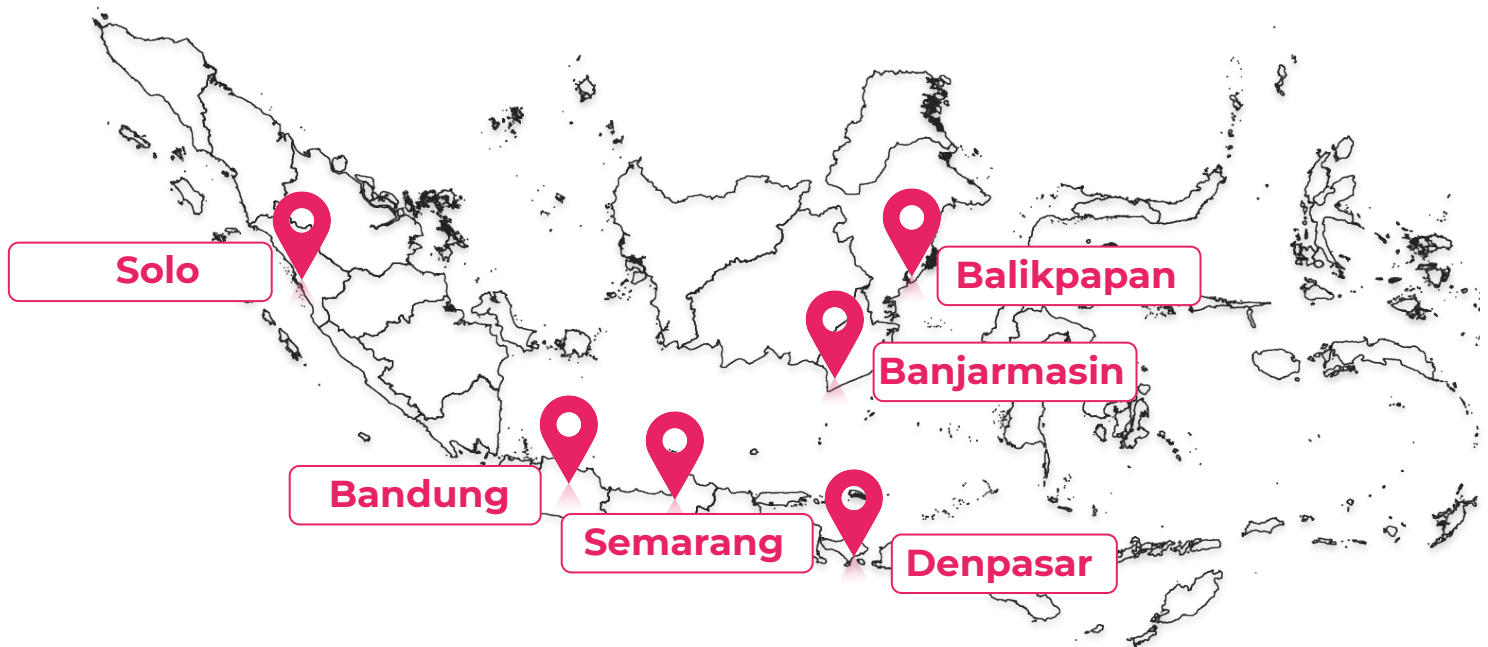 Solo
Balikpapan
Banjarmasin
Bandung
Semarang
Denpasar